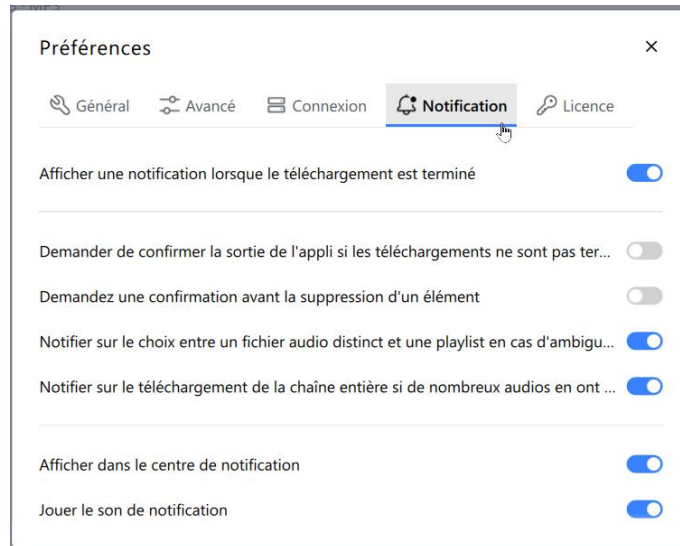 Préférences
Général Avancé Connexion Notification Licence
Afficher une notification lorsque le téléchargement est terminé
Demander de confirmer la sortie de l'appli si les téléchargements ne sont pas ter...
Demandez une confirmation avant la suppression d'un élément
Notifier sur le choix entre un fichier audio distinct et une playlist en cas d'ambigu...
Notifier sur le téléchargement de la chaîne entière si de nombreux audios en ont ...
Afficher dans le centre de notification
Jouer le son de notification